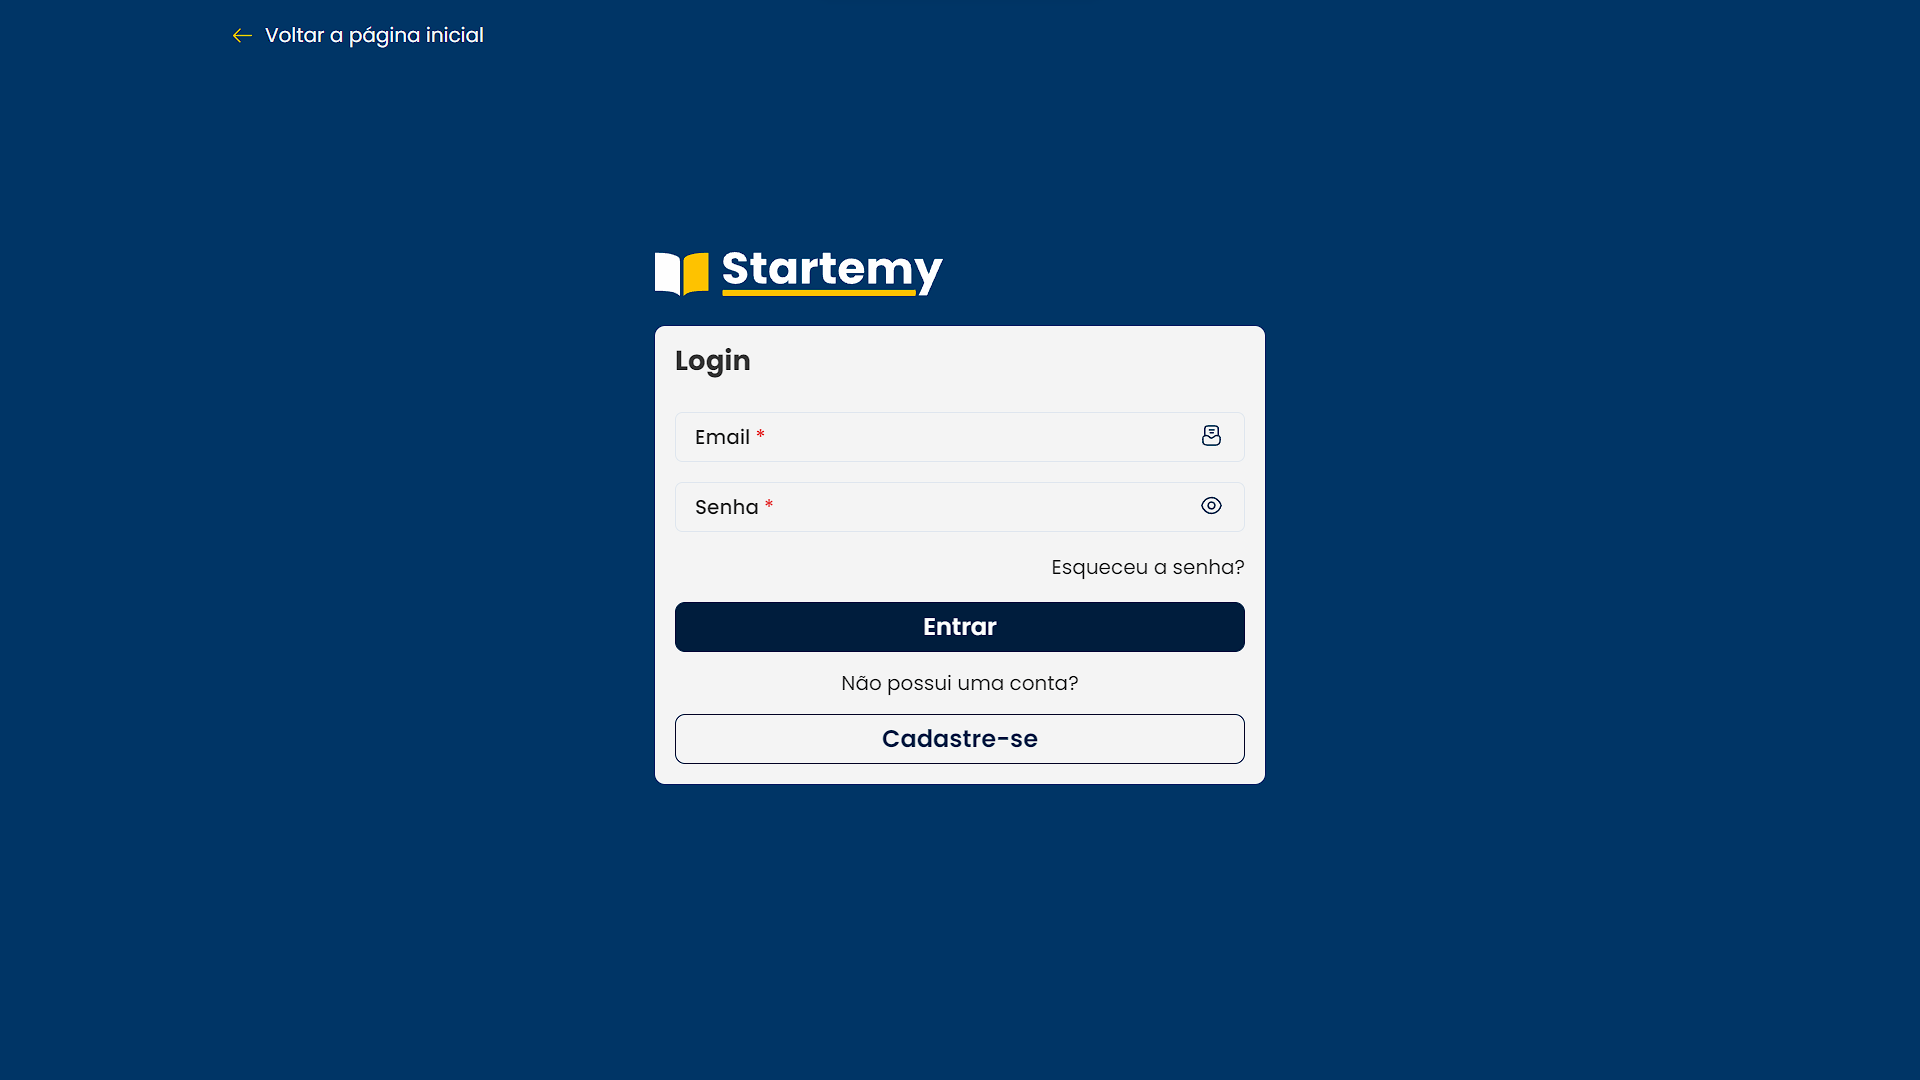 Voltar a página inicial
Startemy
Login
Email *
Senha *
Esqueceu a senha?
Entrar
Não possui uma conta?
Cadastre-se